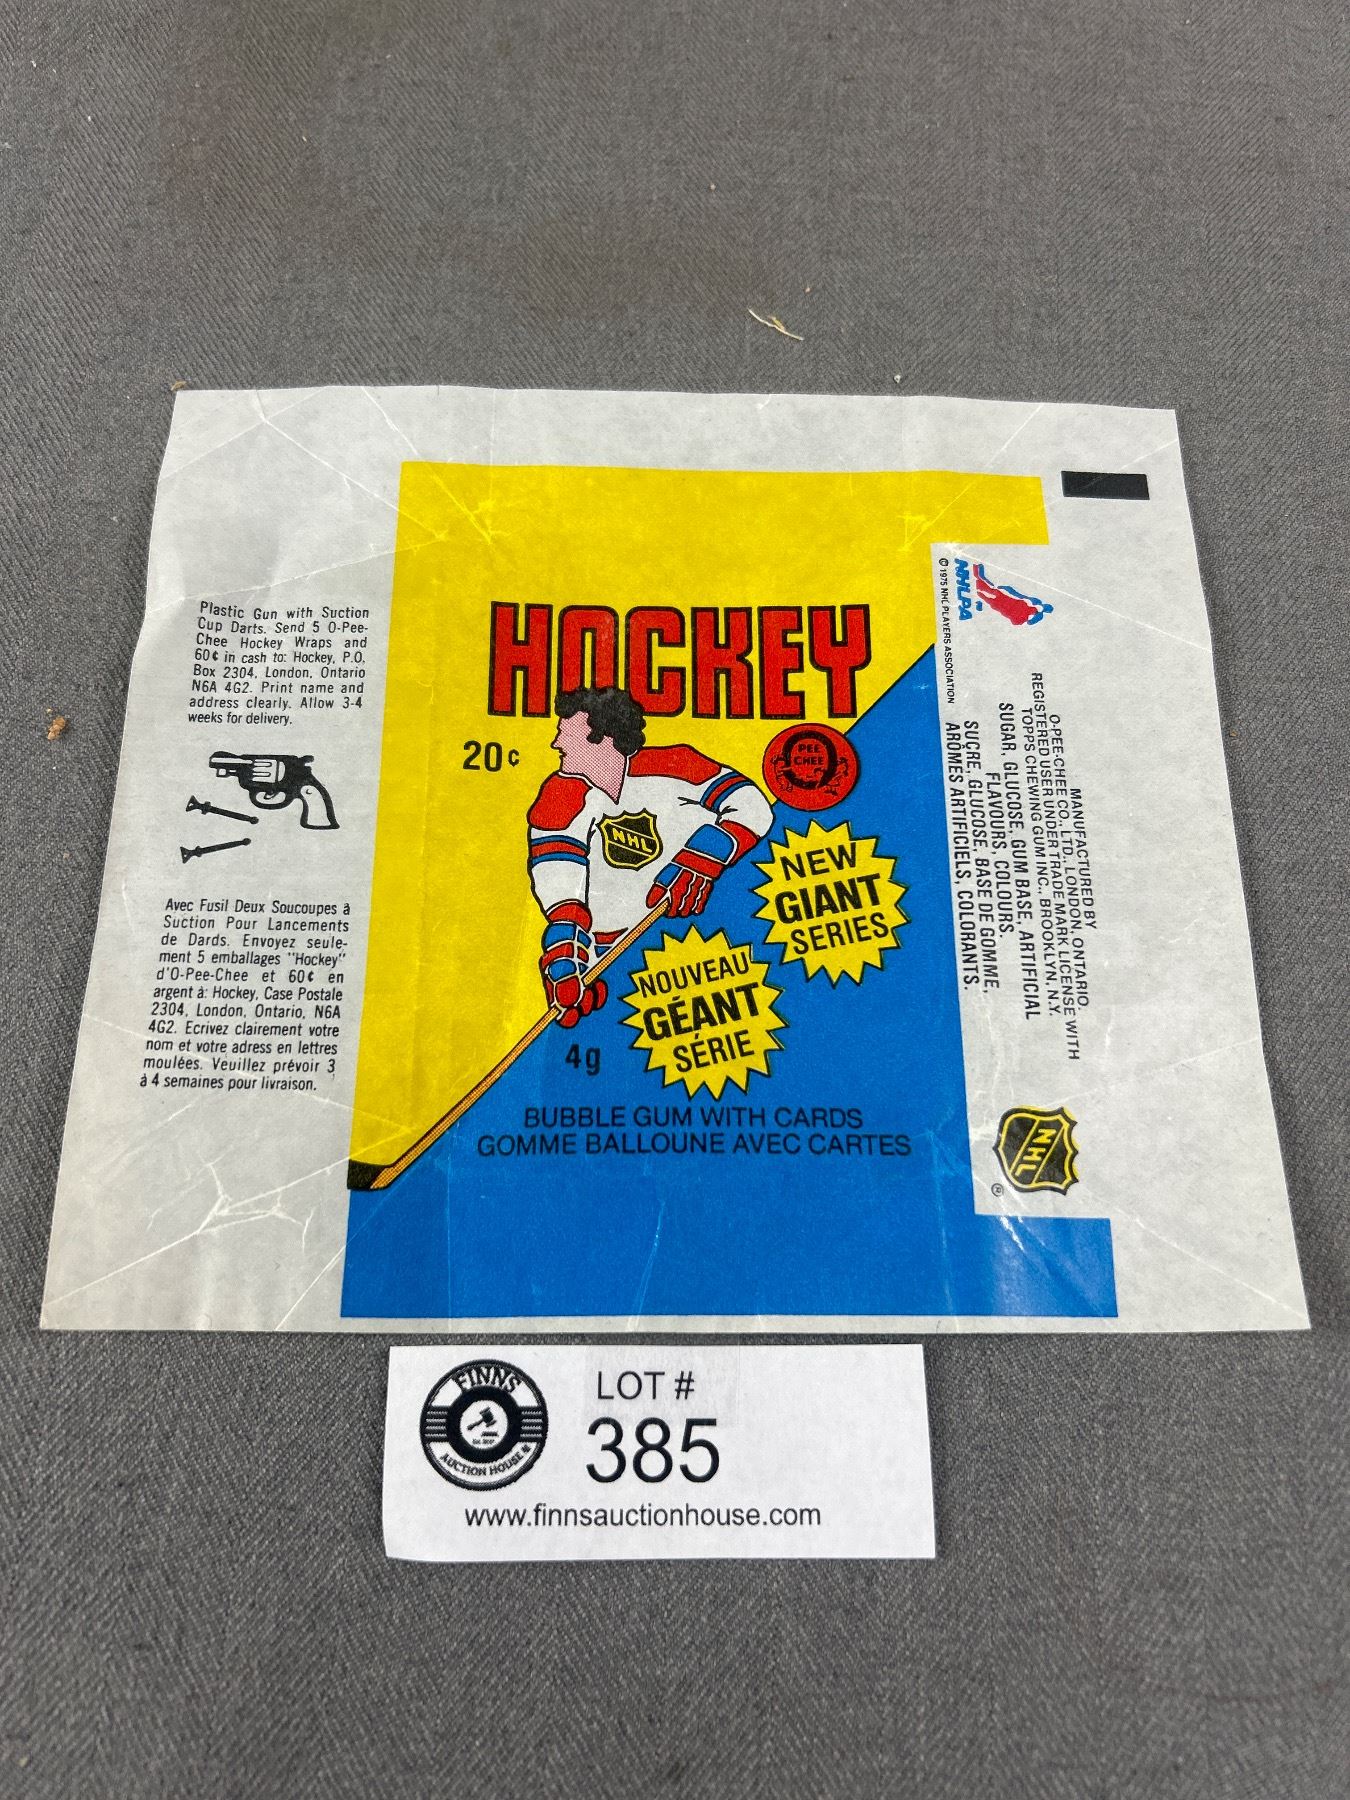 Plastic Gun with Suction
Cup Darts. Send 5 O-Pee-
Chee Hockey Wraps and
60¢ in cash to: Hockey, P.O.
Box 2304, London, Ontario
N6A 4G2. Print name and
address clearly. Allow 3-4
weeks for delivery.
Avec Fusil Deux Soucoupes à
Suction Pour Lancements
de Dards. Envoyez seule-
ment 5 emballages "Hockey"
d'O-Pee-Chee et 60¢ en
argent à: Hockey, Case Postale
2304, London, Ontario, N6A
4G2. Ecrivez clairement votre
nom et votre adress en lettres
moulées. Veuillez prévoir 3
à 4 semaines pour livraison.
HOCKEY
20¢
O
PEE
CHEE
NHL
NEW
GIANT
SERIES
NOUVEAU
GÉANT
SÉRIE
4g
BUBBLE GUM WITH CARDS
GOMME BALLOUNE AVEC CARTES
NHLPA
© 1975 NHL PLAYERS ASSOCIATION
MANUFACTURED BY
O-PEE-CHEE CO., LTD., LONDON, ONTARIO.
REGISTERED USER UNDER TRADE MARK LICENSE WITH
TOPPS CHEWING GUM INC., BROOKLYN, N.Y.
SUGAR, GLUCOSE, GUM BASE, ARTIFICIAL
FLAVOURS, COLOURS.
SUCRE, GLUCOSE, BASE DE GOMME,
ARÔMES ARTIFICIELS, COLORANTS.
NHL
®
FINNS
AUCTION HOUSE
LOT #
385
www.finnsauctionhouse.com